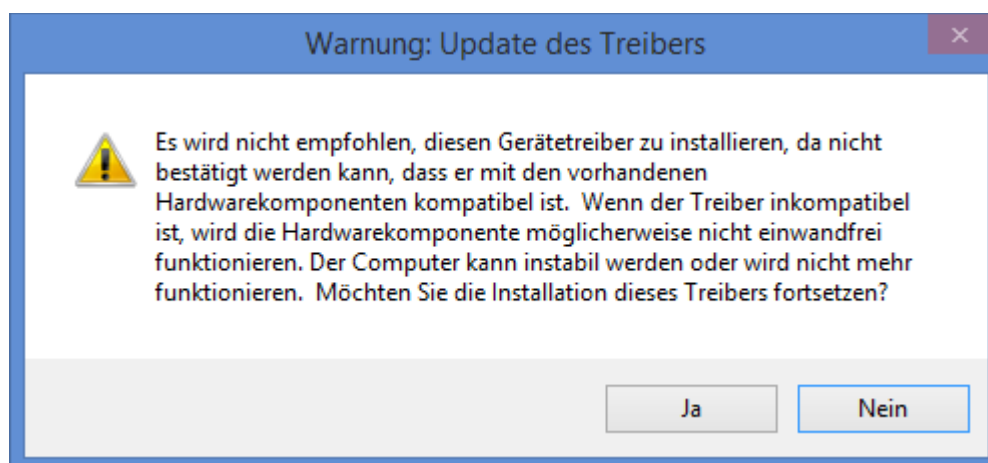 Warnung: Update des Treibers
Es wird nicht empfohlen, diesen Gerätetreiber zu installieren, da nicht
bestätigt werden kann, dass er mit den vorhandenen
Hardwarekomponenten kompatibel ist.  Wenn der Treiber inkompatibel
ist, wird die Hardwarekomponente möglicherweise nicht einwandfrei
funktionieren. Der Computer kann instabil werden oder wird nicht mehr
funktionieren.  Möchten Sie die Installation dieses Treibers fortsetzen?
Ja
Nein